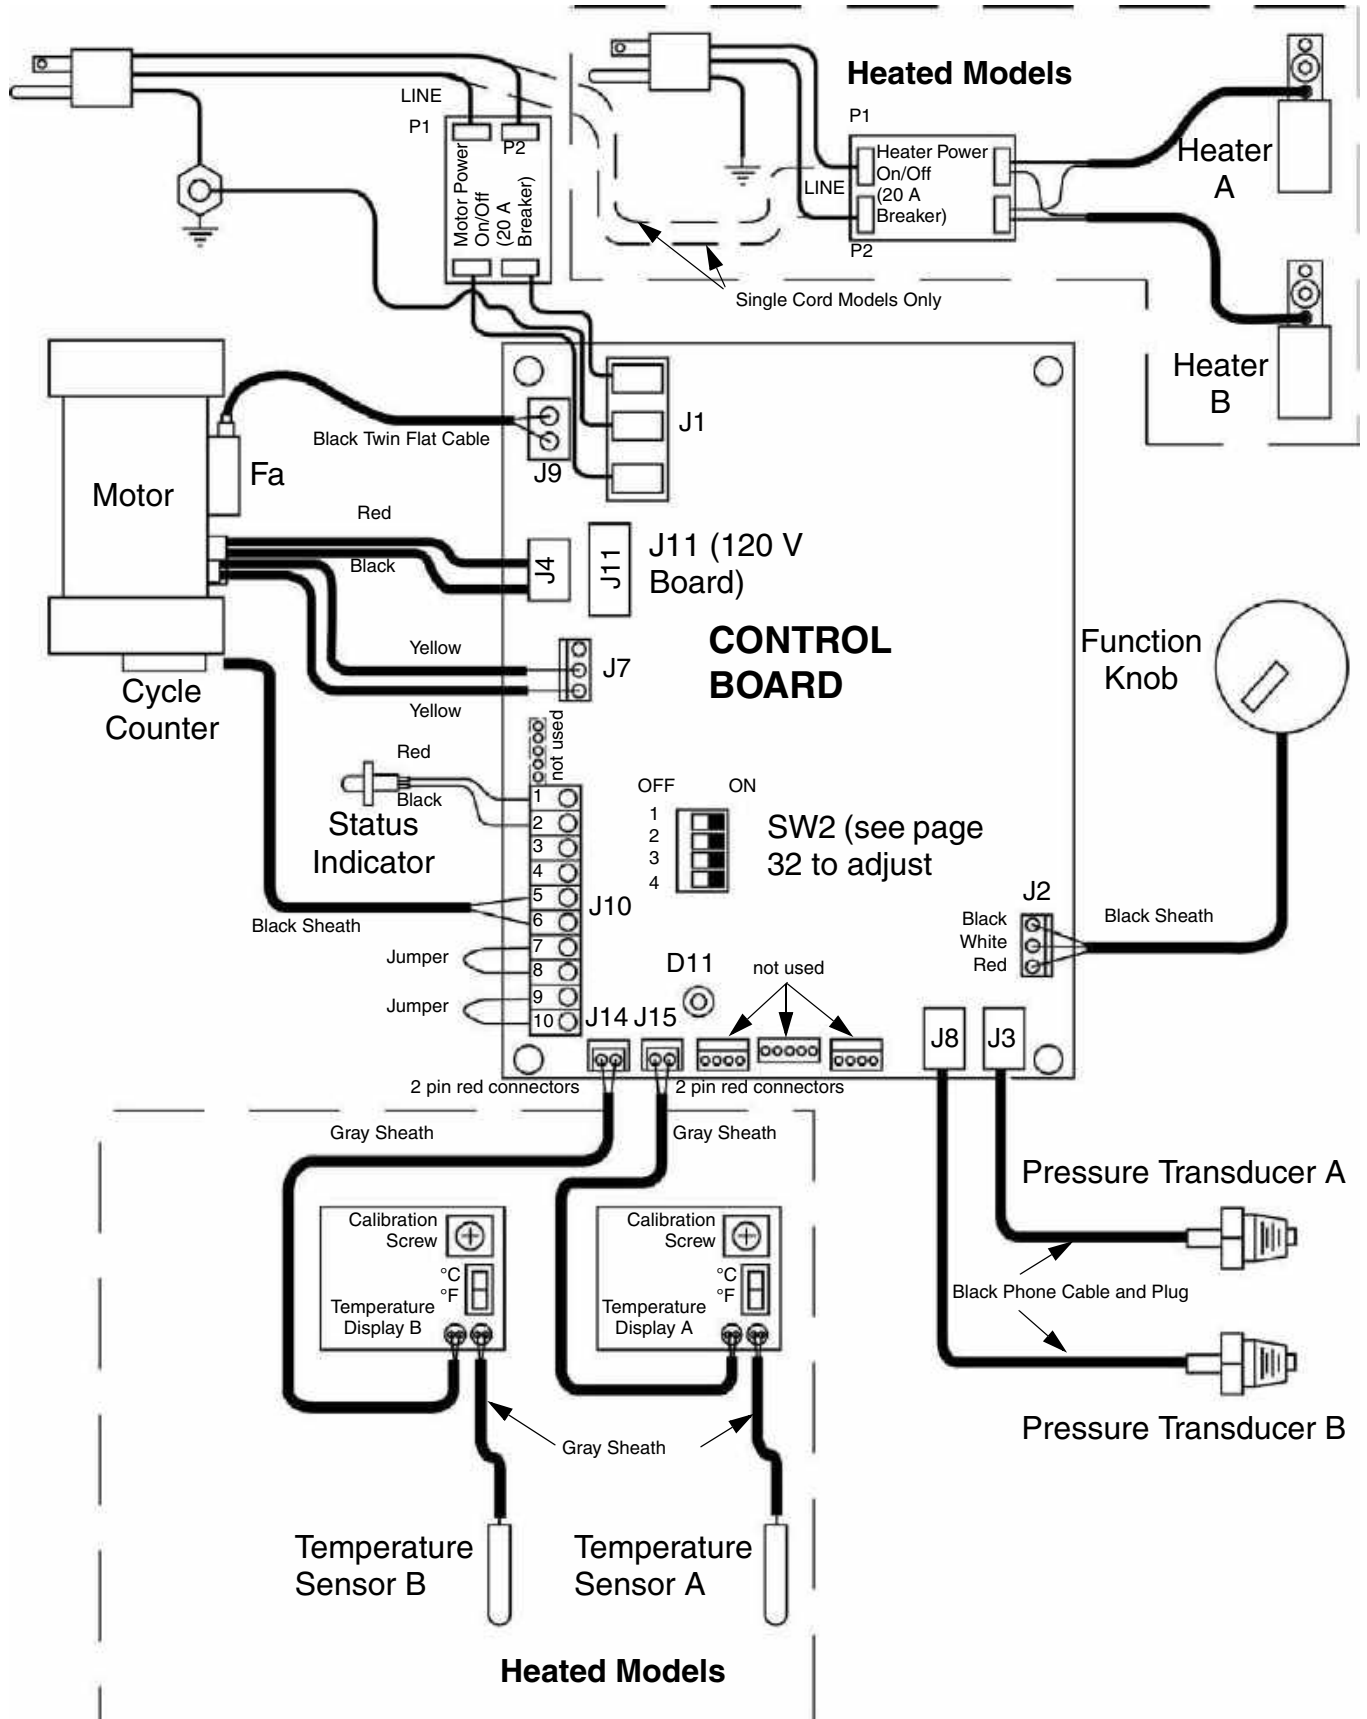 Heated Models
LINE
P1
P2
Motor Power
On/Off
(20 A
Breaker)
P1
Heater Power
On/Off
(20 A
Breaker)
LINE
P2
Heater
A
Single Cord Models Only
Heater
B
Black Twin Flat Cable
J9
J1
Motor
Fa
Red
Black
J4
J11
J11 (120 V
Board)
CONTROL
BOARD
Function
Knob
Yellow
J7
Yellow
Cycle
Counter
not used
Red
Black
Status
Indicator
OFF
ON
1
2
3
4
SW2 (see page
32 to adjust
1
2
3
4
5
6
7
8
9
10
J10
Black Sheath
Jumper
Jumper
J2
Black
White
Red
Black Sheath
D11
not used
J14
J15
J8
J3
2 pin red connectors
2 pin red connectors
Gray Sheath
Gray Sheath
Pressure Transducer A
Calibration
Screw
°C
°F
Temperature
Display B
Calibration
Screw
°C
°F
Temperature
Display A
Black Phone Cable and Plug
Pressure Transducer B
Gray Sheath
Temperature
Sensor B
Temperature
Sensor A
Heated Models